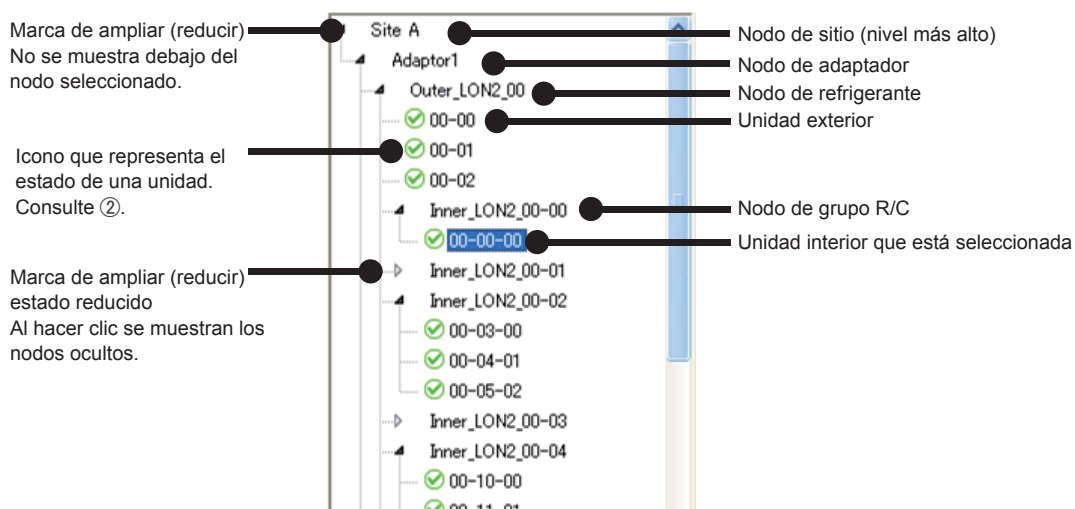 Marca de ampliar (reducir)
No se muestra debajo del
nodo seleccionado.
Icono que representa el
estado de una unidad.
Consulte ②.
Marca de ampliar (reducir)
estado reducido
Al hacer clic se muestran los
nodos ocultos.
Site A
Adaptor1
Outer_LON2_00
00-00
00-01
00-02
Inner_LON2_00-00
00-00-00
Inner_LON2_00-01
Inner_LON2_00-02
00-03-00
00-04-01
00-05-02
Inner_LON2_00-03
Inner_LON2_00-04
00-10-00
00-11-01
Nodo de sitio (nivel más alto)
Nodo de adaptador
Nodo de refrigerante
Unidad exterior
Nodo de grupo R/C
Unidad interior que está seleccionada